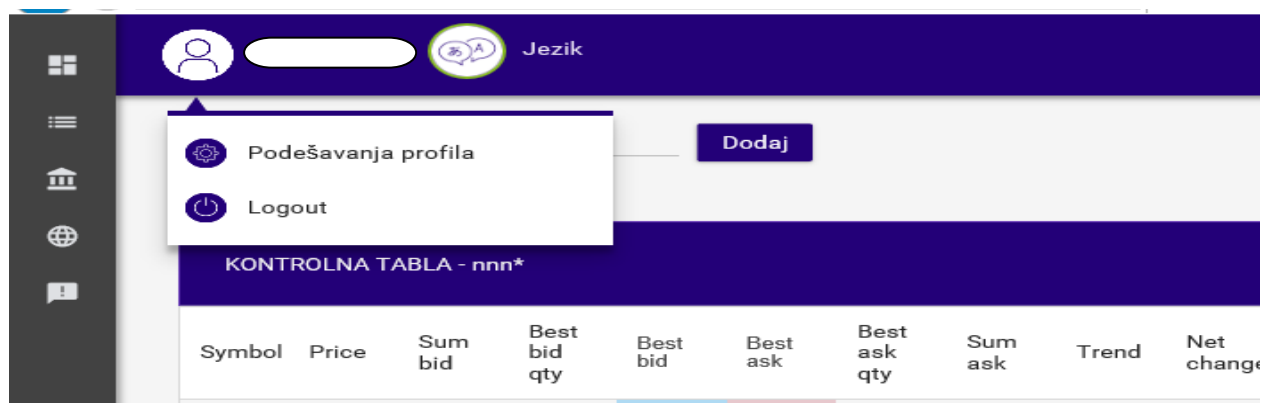 あ A Jezik
Dodaj
Podešavanja profila
Logout
KONTROLNA TABLA - nnn*
Symbol Price Sum bid Best bid qty Best bid Best ask Best ask qty Sum ask Trend Net change